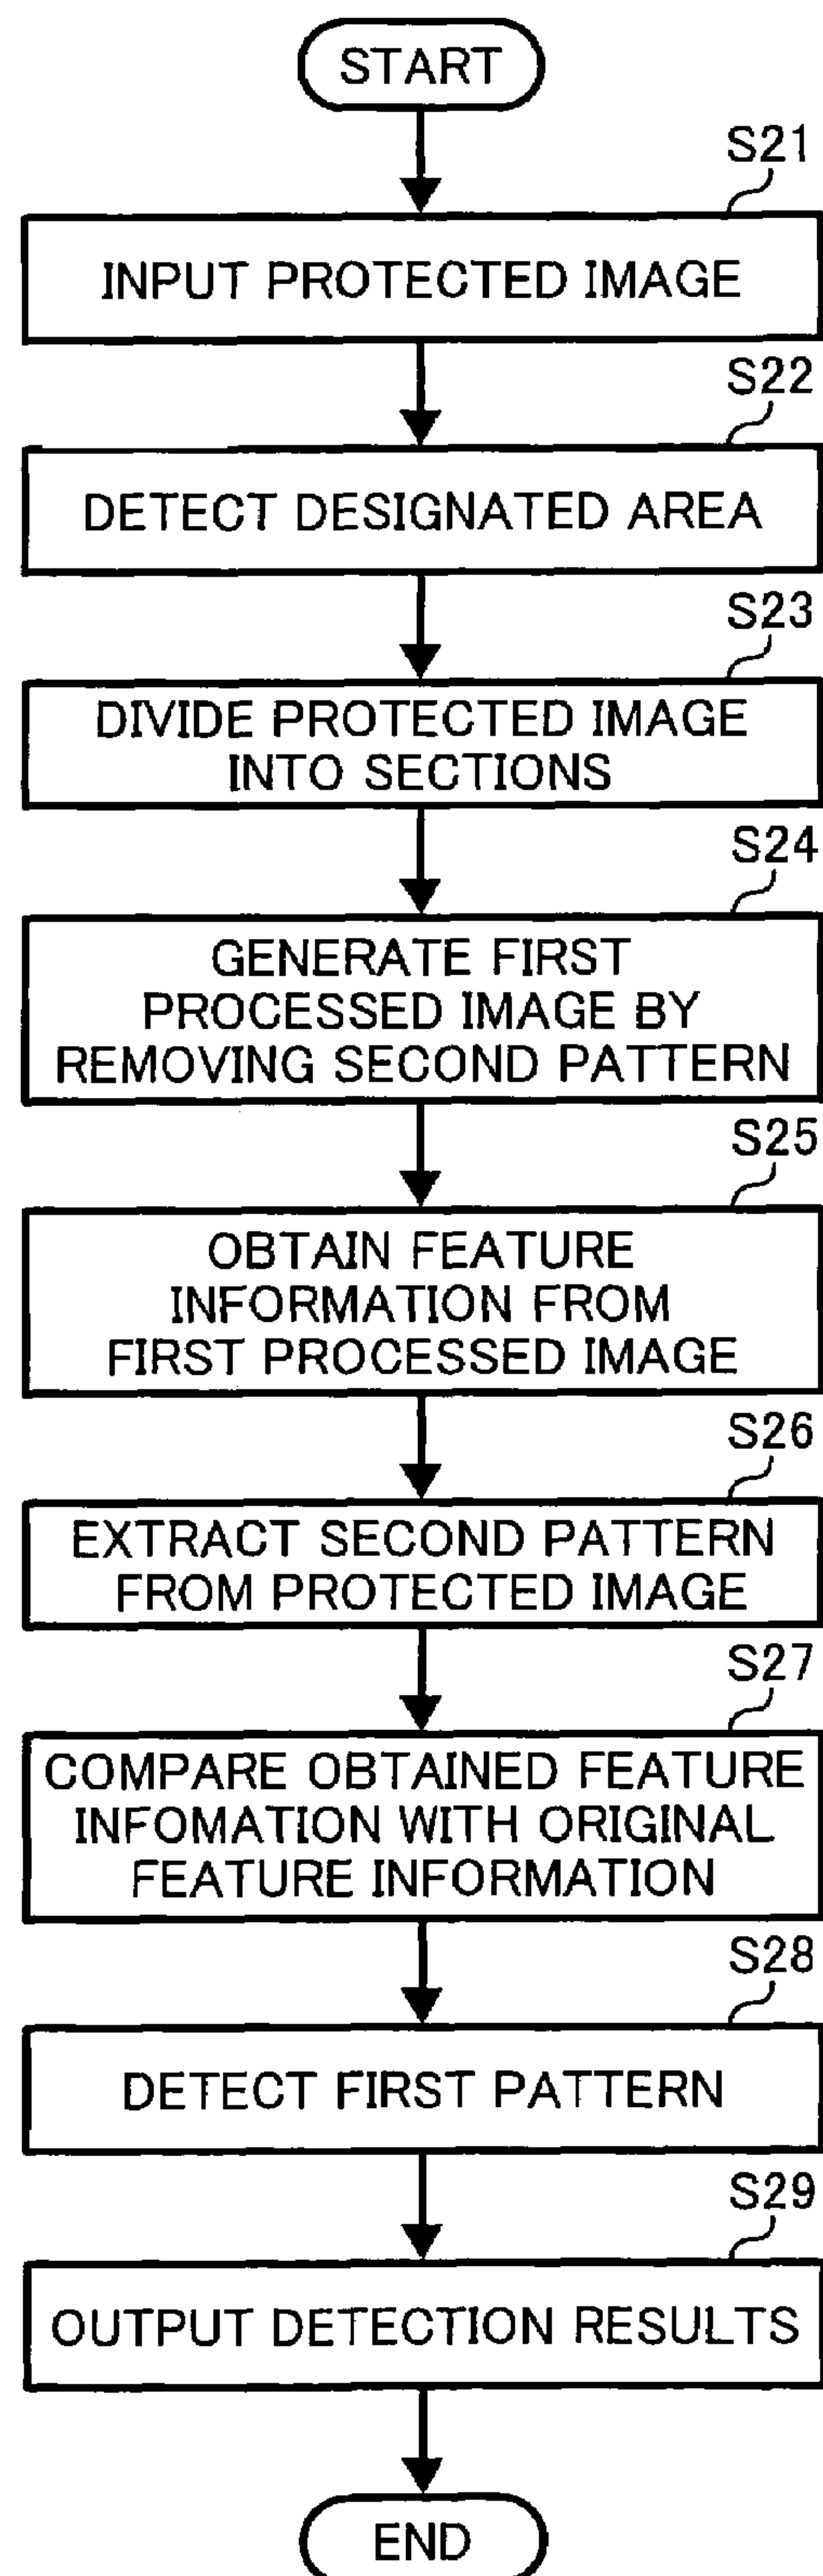 START
S21
INPUT PROTECTED IMAGE
S22
DETECT DESIGNATED AREA
S23
DIVIDE PROTECTED IMAGE
INTO SECTIONS
S24
GENERATE FIRST
PROCESSED IMAGE BY
REMOVING SECOND PATTERN
S25
OBTAIN FEATURE
INFORMATION FROM
FIRST PROCESSED IMAGE
S26
EXTRACT SECOND PATTERN
FROM PROTECTED IMAGE
S27
COMPARE OBTAINED FEATURE
INFOMATION WITH ORIGINAL
FEATURE INFORMATION
S28
DETECT FIRST PATTERN
S29
OUTPUT DETECTION RESULTS
END